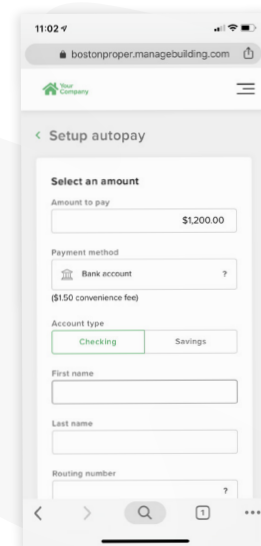 11:02
bostonproper.managebuilding.com
Your
Company
Setup autopay
Select an amount
Amount to pay
$1,200.00
Payment method
Bank account ?
($1.50 convenience fee)
Account type
Checking Savings
First name
Last name
Routing number
?
1